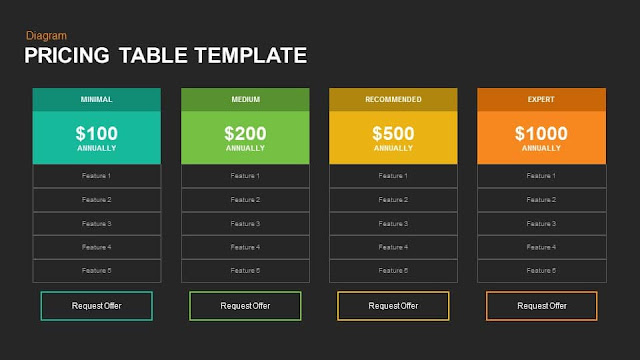 Diagram
PRICING TABLE TEMPLATE
MINIMAL
$100
ANNUALLY
Feature 1
Feature 2
Feature 3
Feature 4
Feature 5
Request Offer
MEDIUM
$200
ANNUALLY
Feature 1
Feature 2
Feature 3
Feature 4
Feature 5
Request Offer
RECOMMENDED
$500
ANNUALLY
Feature 1
Feature 2
Feature 3
Feature 4
Feature 5
Request Offer
EXPERT
$1000
ANNUALLY
Feature 1
Feature 2
Feature 3
Feature 4
Feature 5
Request Offer